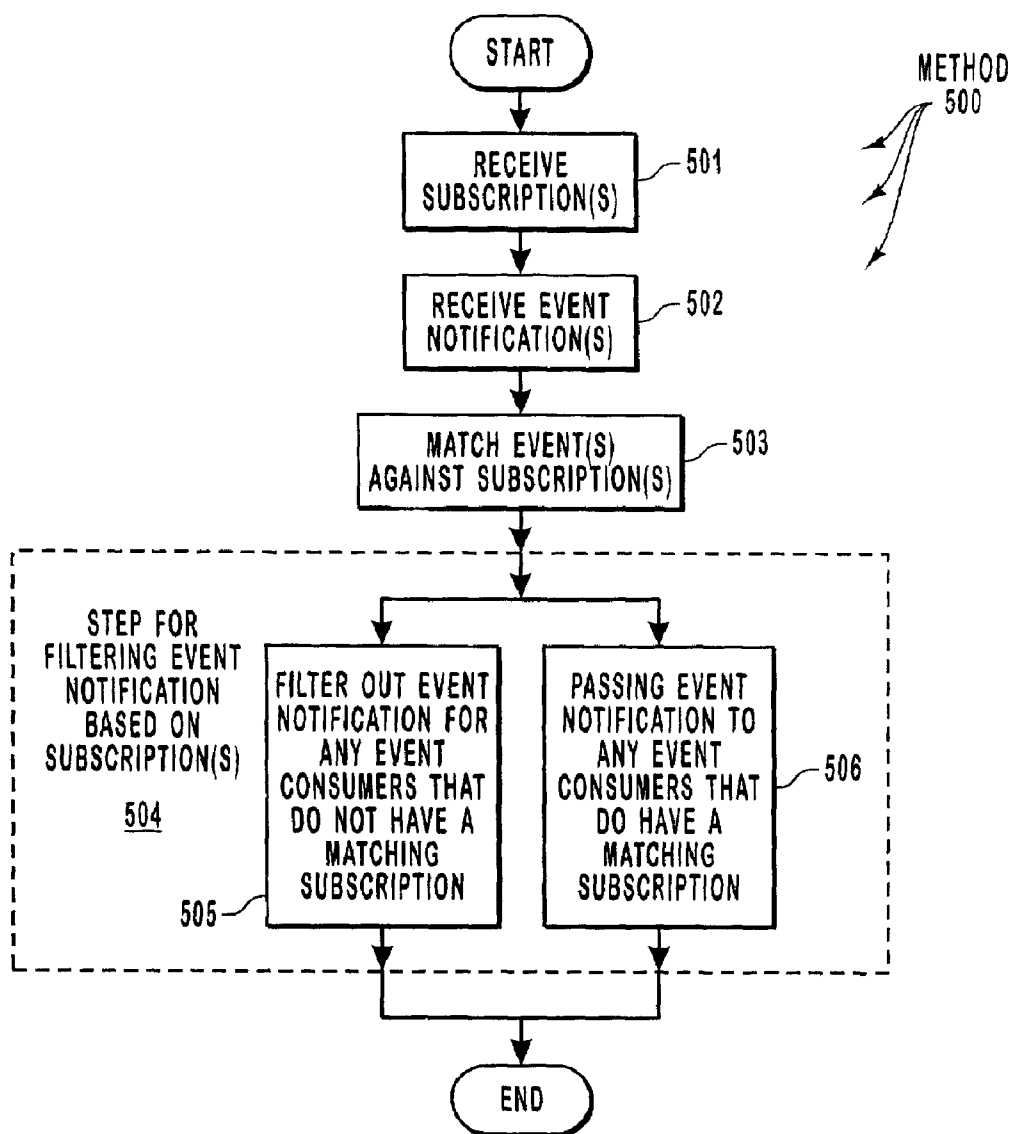 START
METHOD
500
RECEIVE
SUBSCRIPTION(S)
501
RECEIVE EVENT
NOTIFICATION(S)
502
MATCH EVENT(S)
AGAINST SUBSCRIPTION(S)
503
STEP FOR
FILTERING EVENT
NOTIFICATION
BASED ON
SUBSCRIPTION(S)
504
FILTER OUT EVENT
NOTIFICATION FOR
ANY EVENT
CONSUMERS THAT
DO NOT HAVE A
MATCHING
SUBSCRIPTION
505
PASSING EVENT
NOTIFICATION TO
ANY EVENT
CONSUMERS THAT
DO HAVE A
MATCHING
SUBSCRIPTION
506
END